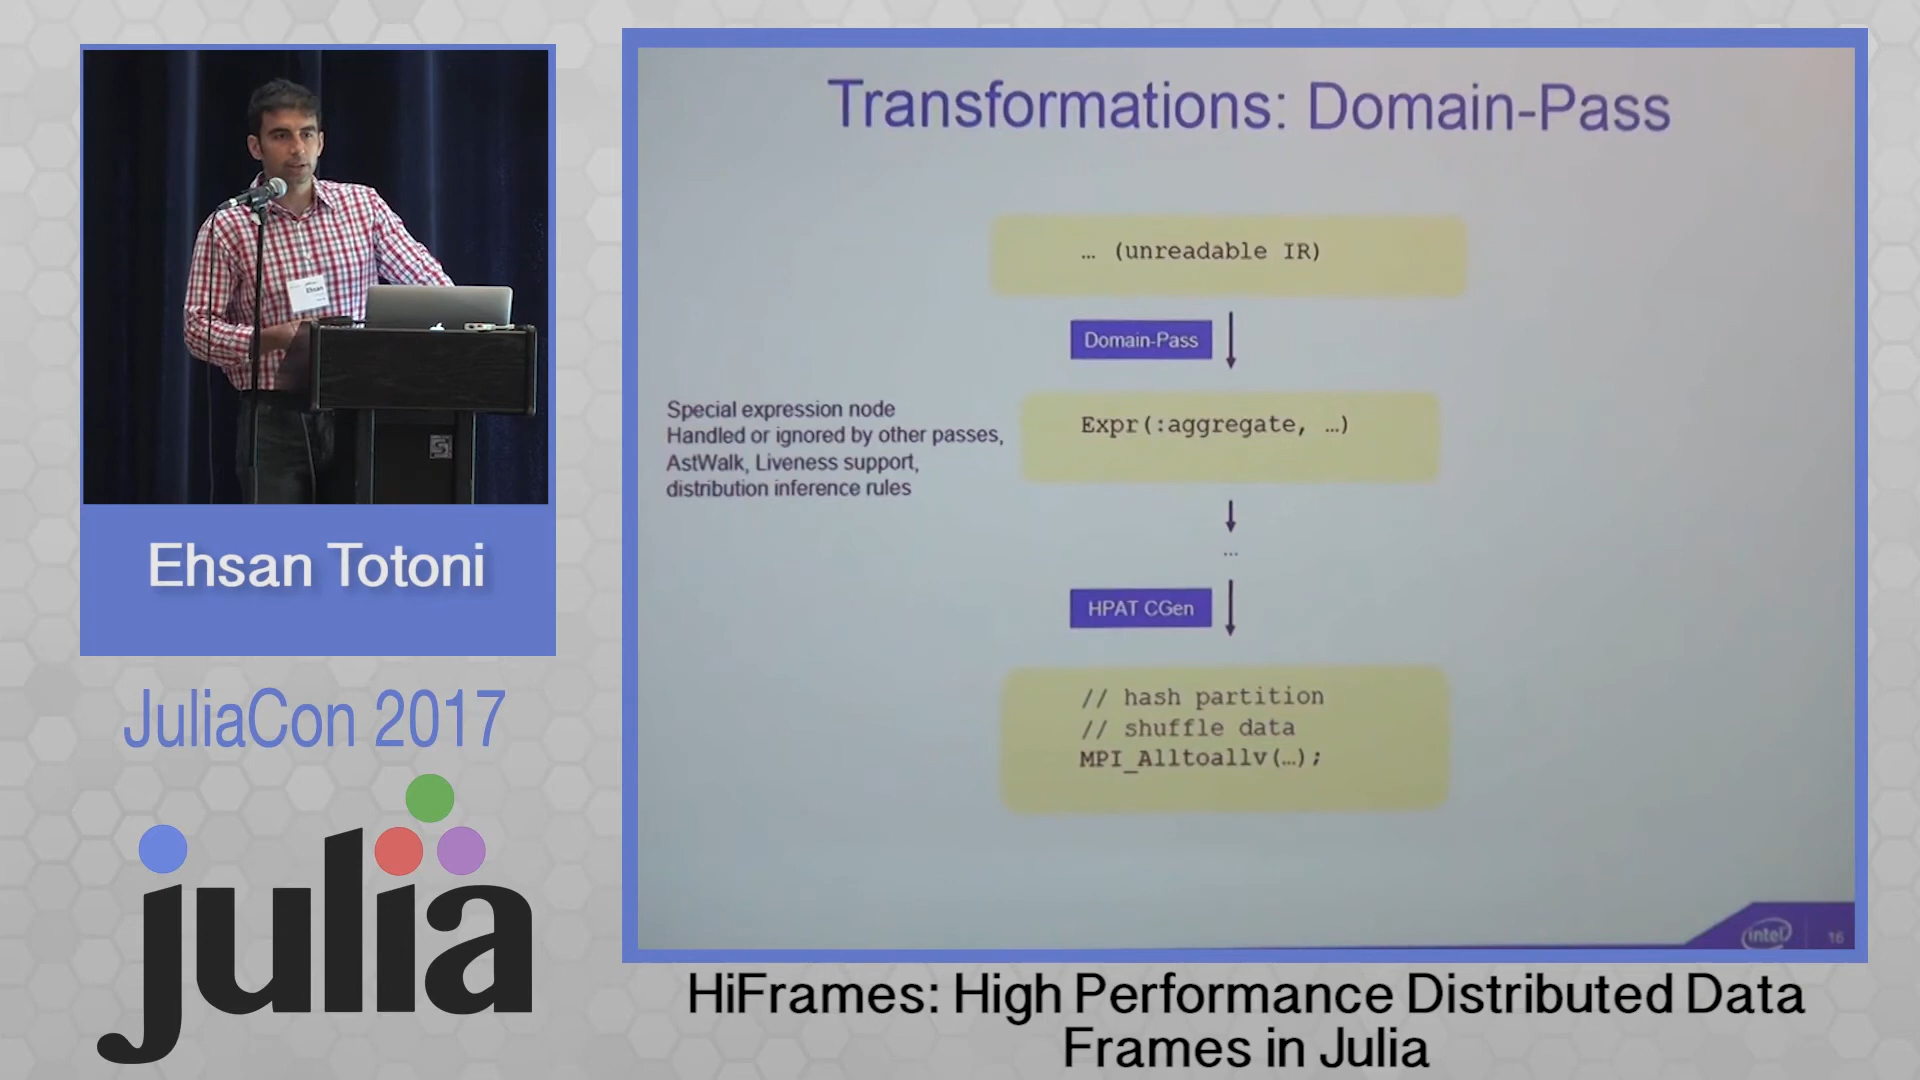 Transformations: Domain-Pass
… (unreadable IR)
Domain-Pass
Special expression node
Handled or ignored by other passes,
AstWalk, Liveness support,
distribution inference rules
Expr(:aggregate, …)
…
HPAT CGen
// hash partition
// shuffle data
MPI_Alltoallv(…);
intel
16
Ehsan
Ehsan Totoni
JuliaCon 2017
julia
HiFrames: High Performance Distributed Data
Frames in Julia